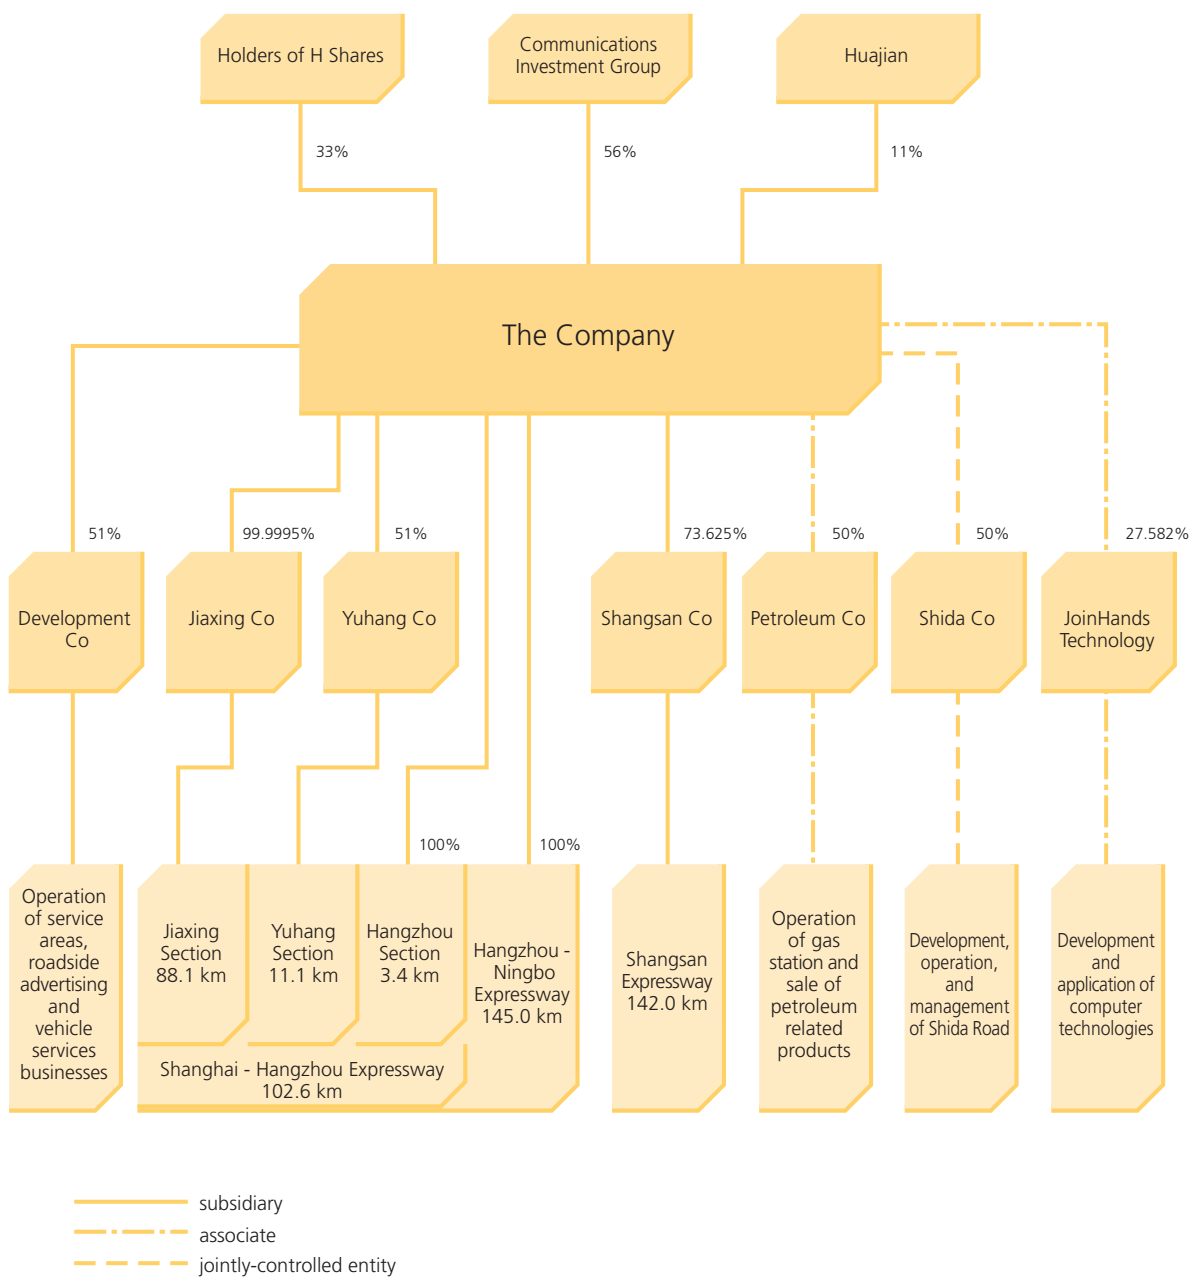 Holders of H Shares
Communications
Investment Group
Huajian
33%
56%
11%
The Company
51%
99.9995%
51%
73.625%
50%
50%
27.582%
Development
Co
Jiaxing Co
Yuhang Co
Shangsan Co
Petroleum Co
Shida Co
JoinHands
Technology
100%
100%
Operation
of service
areas,
roadside
advertising
and
vehicle
services
businesses
Jiaxing
Section
88.1 km
Yuhang
Section
11.1 km
Hangzhou
Section
3.4 km
Shanghai - Hangzhou Expressway
102.6 km
Hangzhou -
Ningbo
Expressway
145.0 km
Shangsan
Expressway
142.0 km
Operation
of gas
station and
sale of
petroleum
related
products
Development,
operation,
and
management
of Shida Road
Development
and
application of
computer
technologies
subsidiary
associate
jointly-controlled entity